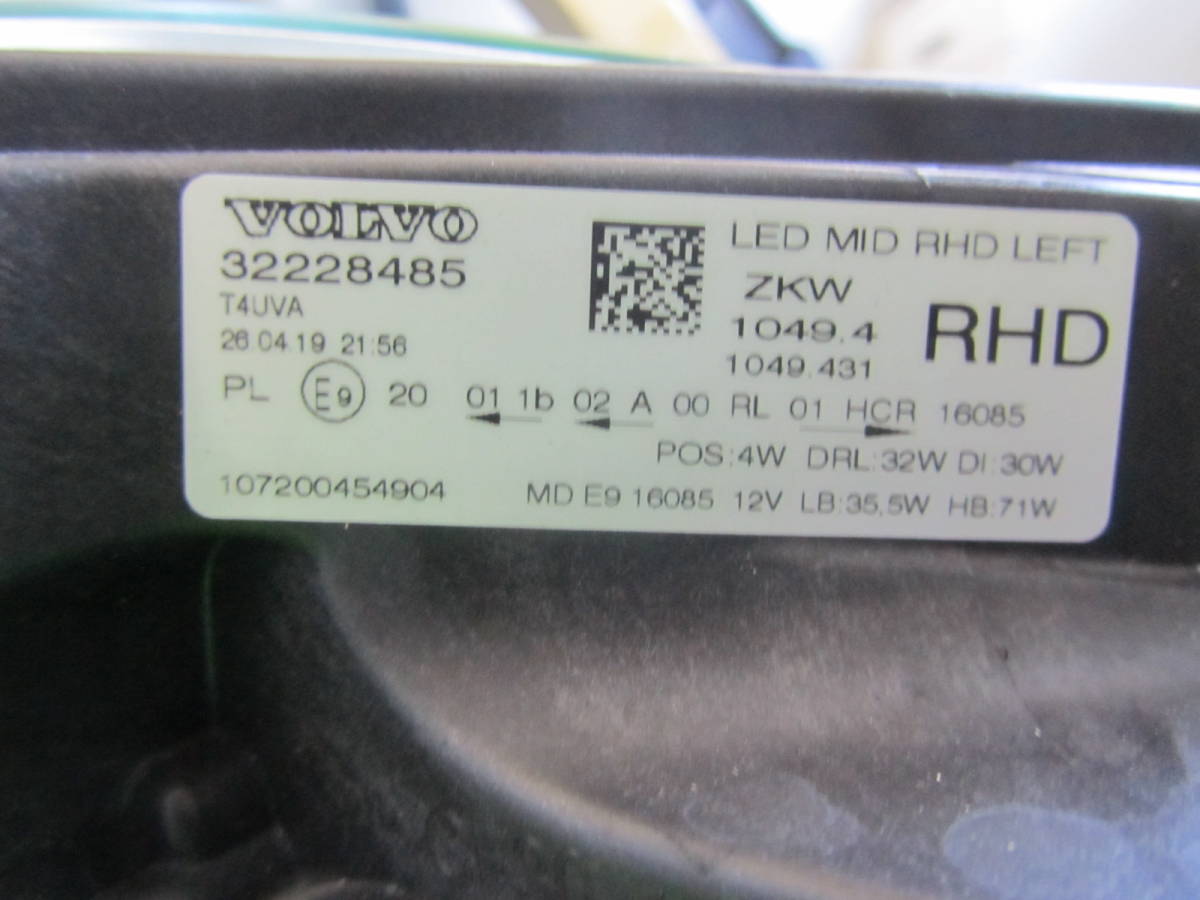 VOLVO
32228485
T4UVA
26.04.19 21:56
LED MID RHD LEFT
ZKW
1049.4
1049.431
RHD
PL E9 20 01 1b 02 A 00 RL 01 HCR 16085
POS:4W DRL:32W DI:30W
107200454904 MD E9 16085 12V LB:35,5W HB:71W